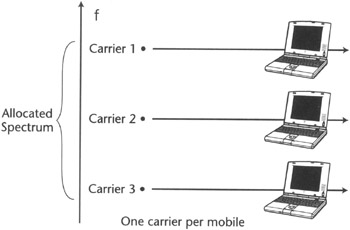 f
Carrier 1
Allocated
Spectrum
Carrier 2
Carrier 3
One carrier per mobile